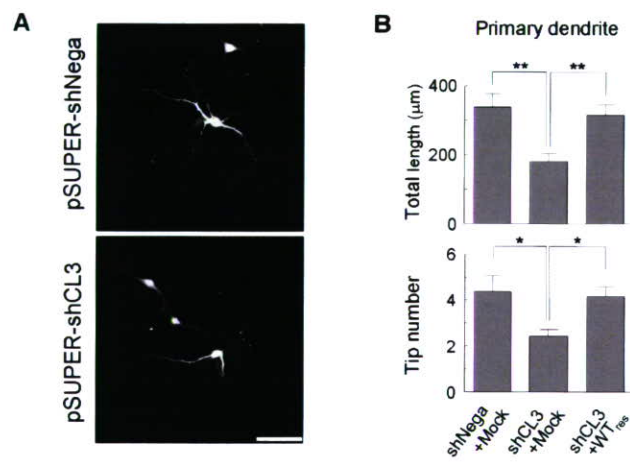 A
pSUPER-shNega
pSUPER-shCL3
B
Primary dendrite
** **
Total length (μm)
400
200
0
* *
Tip number
6
4
2
0
shNega
+Mock
shCL3
+Mock
shCL3
+WTres